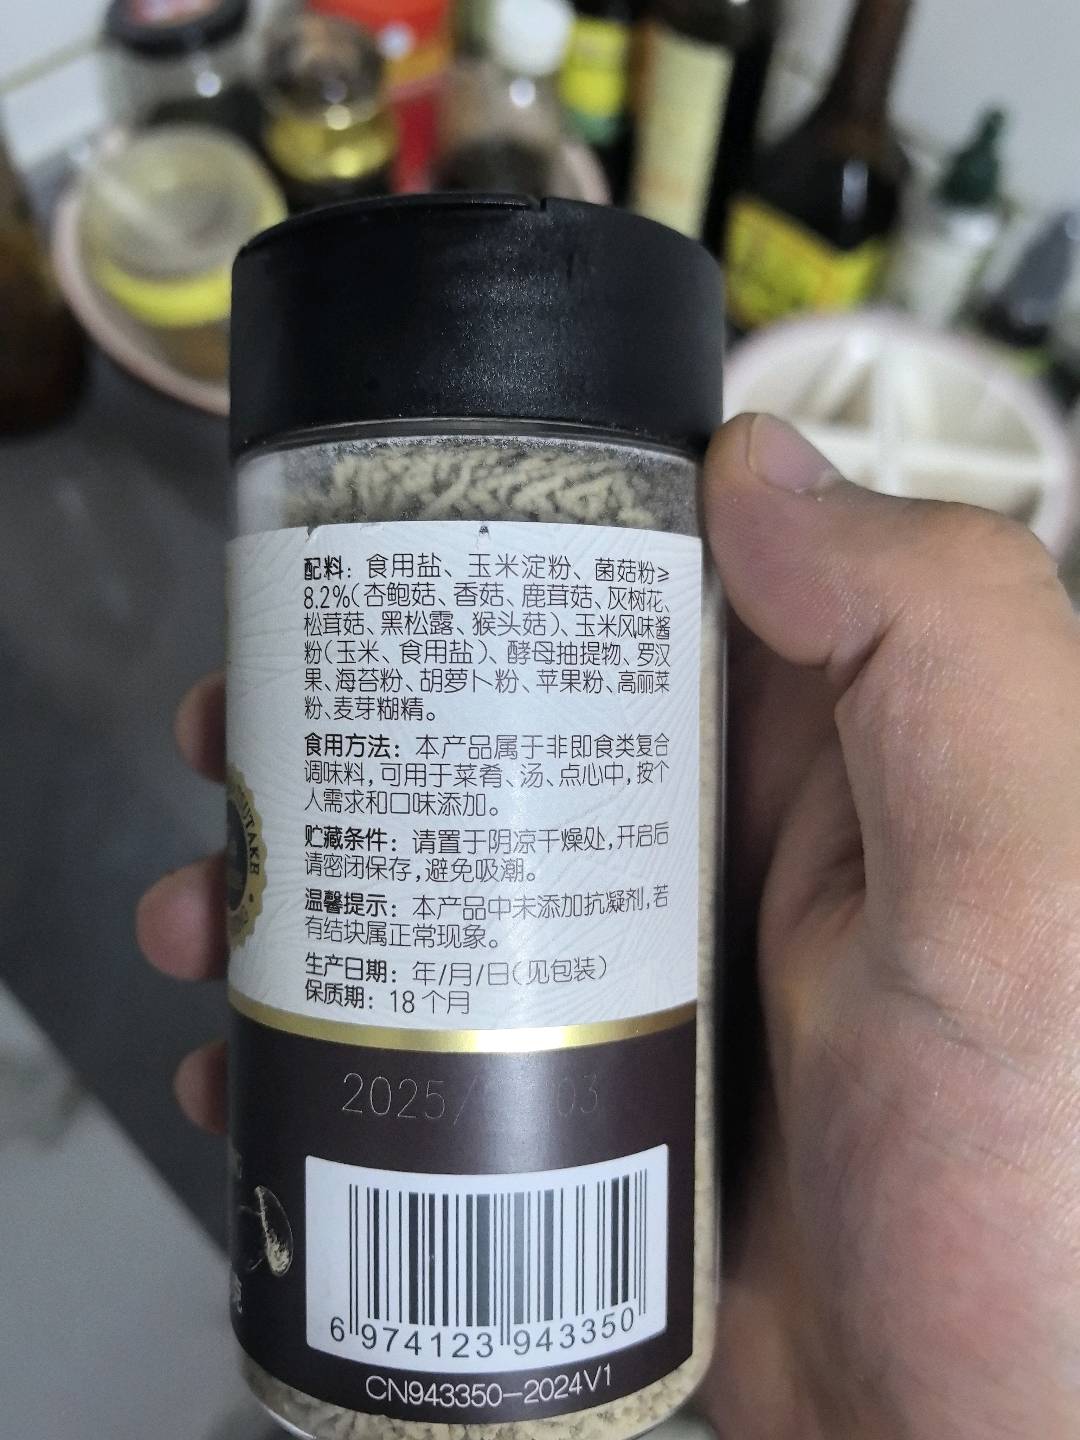 配料：食用盐、玉米淀粉、菌菇粉≥
8.2%（杏鲍菇、香菇、鹿茸菇、灰树花、
松茸菇、黑松露、猴头菇）、玉米风味酱
粉（玉米、食用盐）、酵母抽提物、罗汉
果、海苔粉、胡萝卜粉、苹果粉、高丽菜
粉、麦芽糊精。
食用方法：本产品属于非即食类复合
调味料，可用于菜肴、汤、点心中，按个
人需求和口味添加。
贮藏条件：请置于阴凉干燥处，开启后
请密闭保存，避免吸潮。
温馨提示：本产品中未添加抗凝剂，若
有结块属正常现象。
生产日期：年/月/日（见包装）
保质期：18个月
2025/ 03
6 974123 943350
CN943350-2024V1